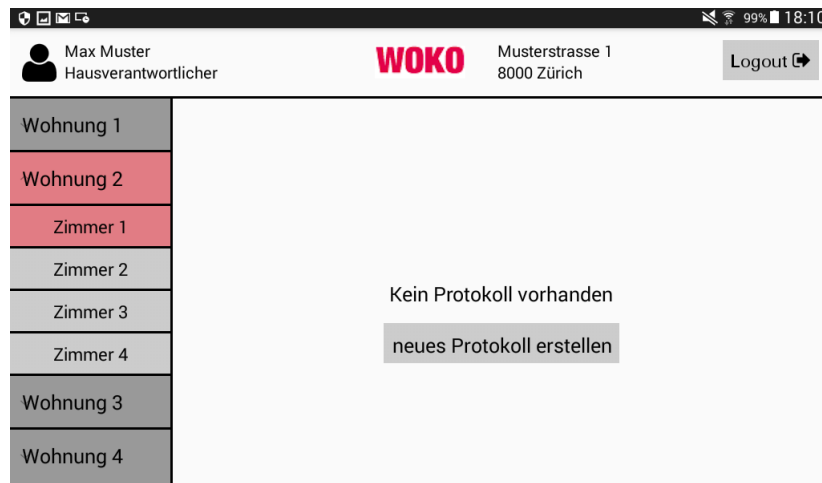 99% 18:10
Max Muster
Hausverantwortlicher
WOKO
Musterstrasse 1
8000 Zürich
Logout
Wohnung 1
Wohnung 2
Zimmer 1
Zimmer 2
Zimmer 3
Zimmer 4
Wohnung 3
Wohnung 4
Kein Protokoll vorhanden
neues Protokoll erstellen